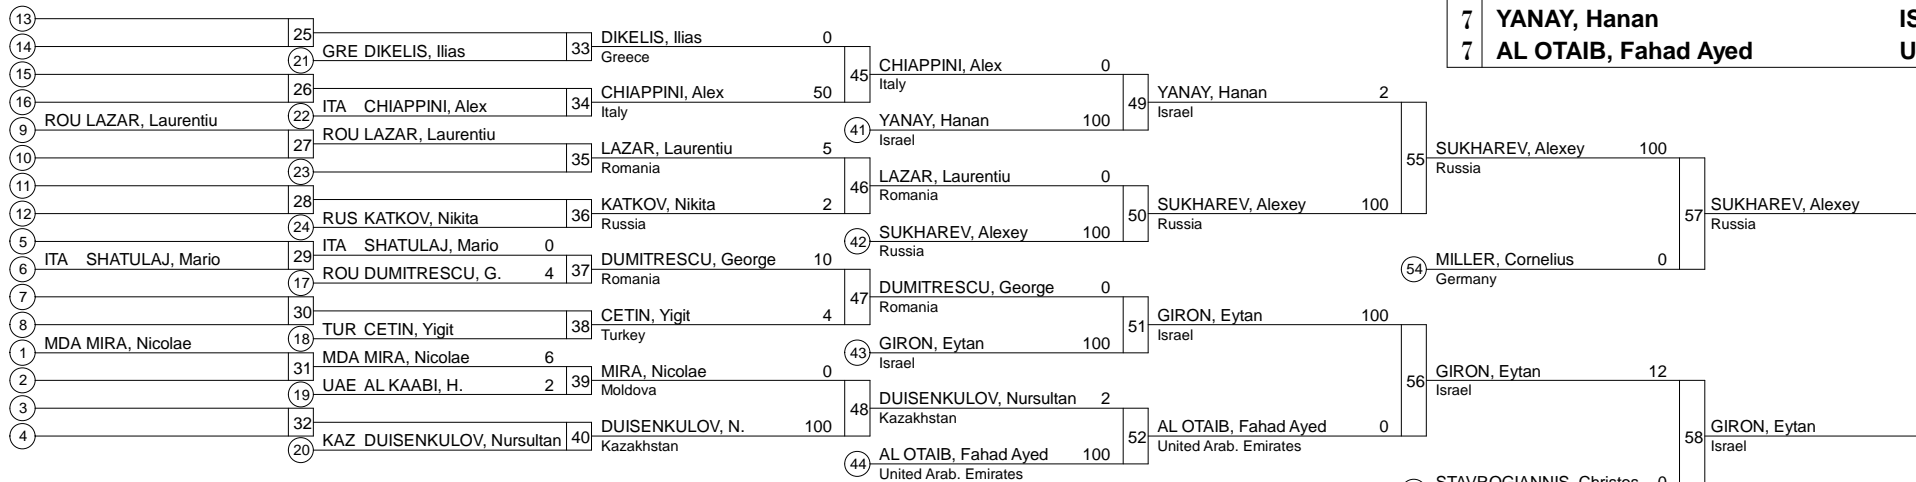 7 YANAY, Hanan IS
7 AL OTAIB, Fahad Ayed U
13
14
15
16
9 ROU LAZAR, Laurentiu
10
11
12
5
6 ITA SHATULAJ, Mario
7
8
1 MDA MIRA, Nicolae
2
3
4
25
21 GRE DIKELIS, Ilias
26
22 ITA CHIAPPINI, Alex
27 ROU LAZAR, Laurentiu
23
28
24 RUS KATKOV, Nikita
29 ITA SHATULAJ, Mario 0
17 ROU DUMITRESCU, G. 4
30
18 TUR CETIN, Yigit
31 MDA MIRA, Nicolae 6
19 UAE AL KAABI, H. 2
32
20 KAZ DUISENKULOV, Nursultan
33 DIKELIS, Ilias 0
Greece
34 CHIAPPINI, Alex 50
Italy
35 LAZAR, Laurentiu 5
Romania
36 KATKOV, Nikita 2
Russia
37 DUMITRESCU, George 10
Romania
38 CETIN, Yigit 4
Turkey
39 MIRA, Nicolae 0
Moldova
40 DUISENKULOV, N. 100
Kazakhstan
45 CHIAPPINI, Alex 0
Italy
41 YANAY, Hanan 100
Israel
46 LAZAR, Laurentiu 0
Romania
42 SUKHAREV, Alexey 100
Russia
47 DUMITRESCU, George 0
Romania
43 GIRON, Eytan 100
Israel
48 DUISENKULOV, Nursultan 2
Kazakhstan
44 AL OTAIB, Fahad Ayed 100
United Arab. Emirates
49 YANAY, Hanan 2
Israel
50 SUKHAREV, Alexey 100
Russia
51 GIRON, Eytan 100
Israel
52 AL OTAIB, Fahad Ayed 0
United Arab. Emirates
55 SUKHAREV, Alexey 100
Russia
54 MILLER, Cornelius 0
Germany
56 GIRON, Eytan 12
Israel
STAVROGIANNIS, Christos 0
57 SUKHAREV, Alexey
Russia
58 GIRON, Eytan
Israel